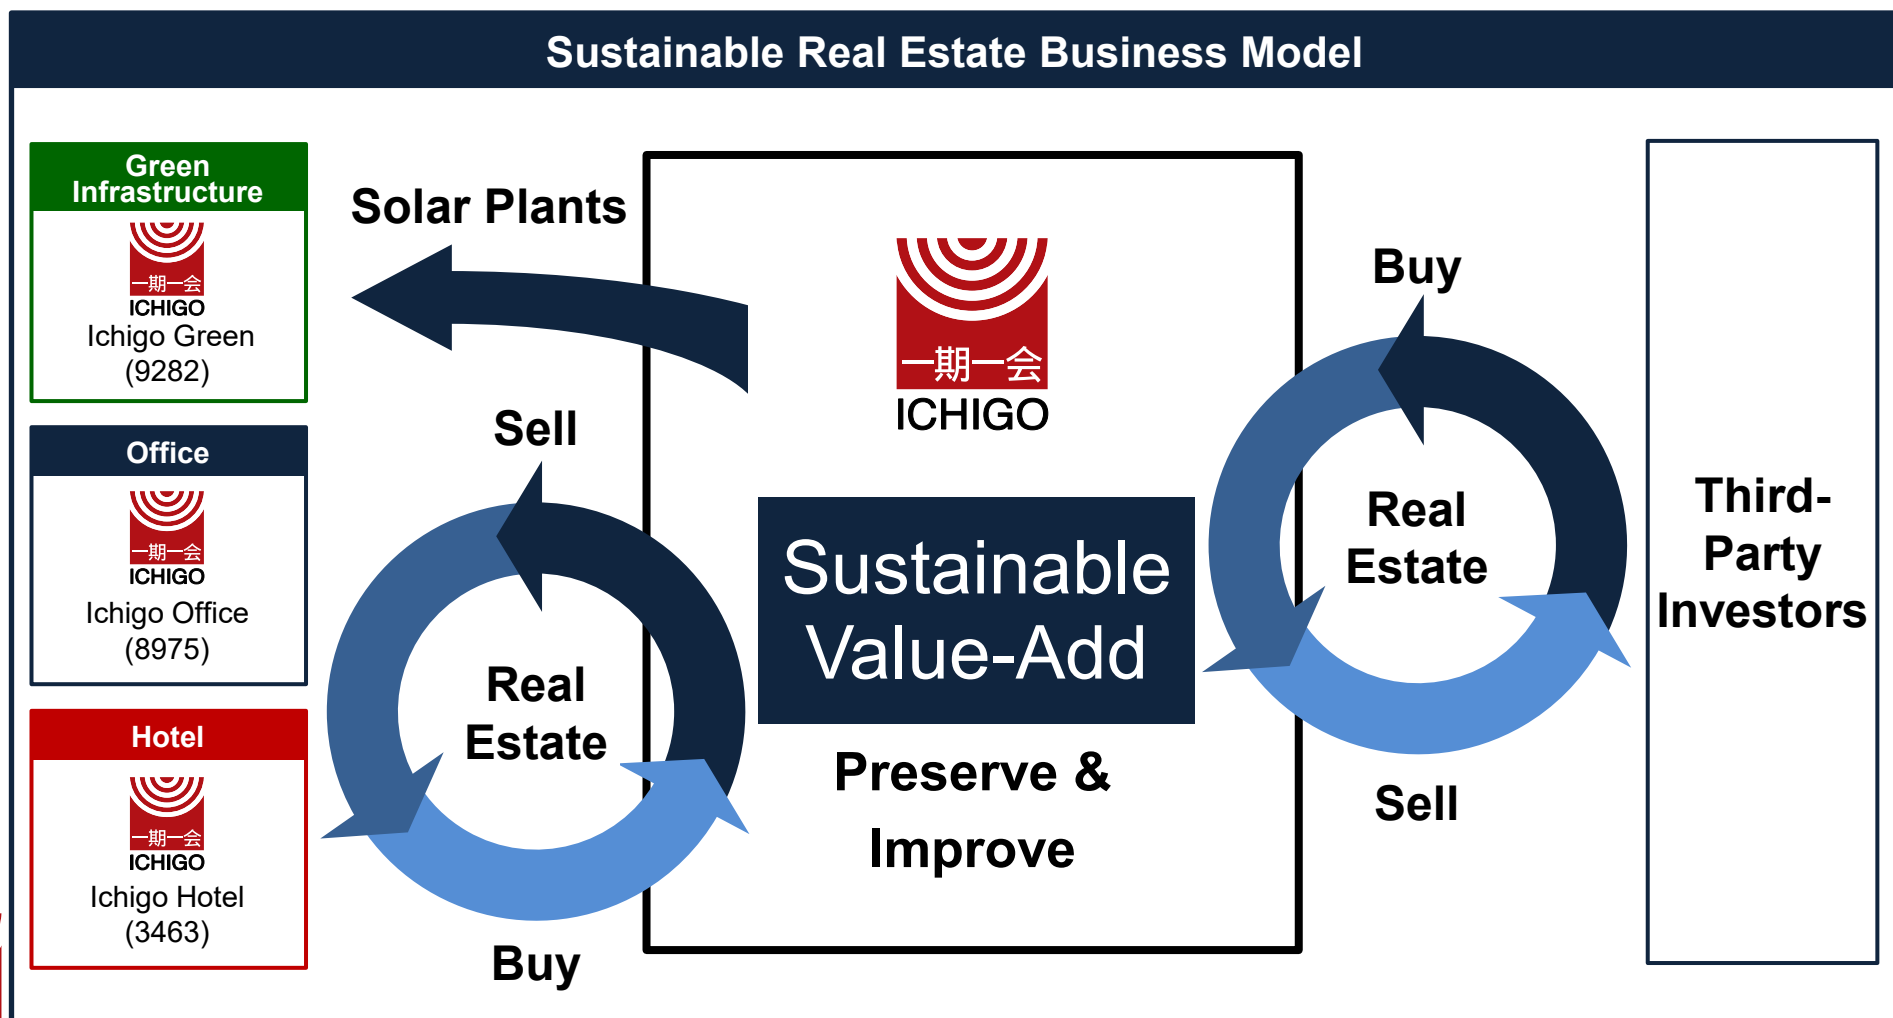 Sustainable Real Estate Business Model
Green
Infrastructure
一期一会
ICHIGO
Ichigo Green
(9282)
Office
一期一会
ICHIGO
Ichigo Office
(8975)
Hotel
一期一会
ICHIGO
Ichigo Hotel
(3463)
Solar Plants
Sell
Real
Estate
Buy
一期一会
ICHIGO
Sustainable
Value-Add
Preserve &
Improve
Buy
Real
Estate
Sell
Third-
Party
Investors